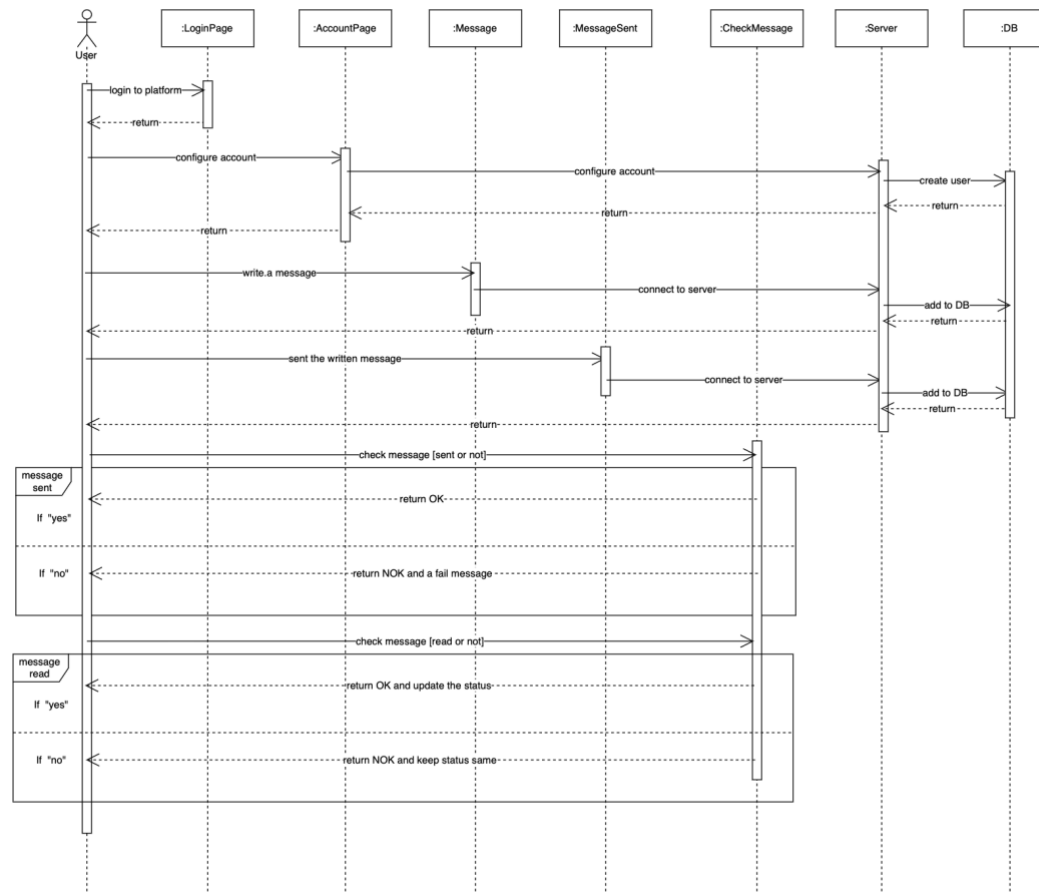 :LoginPage
:AccountPage
:Message
:MessageSent
:CheckMessage
:Server
:DB
User
login to platform
return
configure account
configure account
create user
return
return
return
write.a message
connect to server
add to DB
return
return
sent the written message
connect to server
add to DB
return
return
check message [sent or not]
message
sent
return OK
If "yes"
If "no"
return NOK and a fail message
check message [read or not]
message
read
return OK and update the status
If "yes"
If "no"
return NOK and keep status same